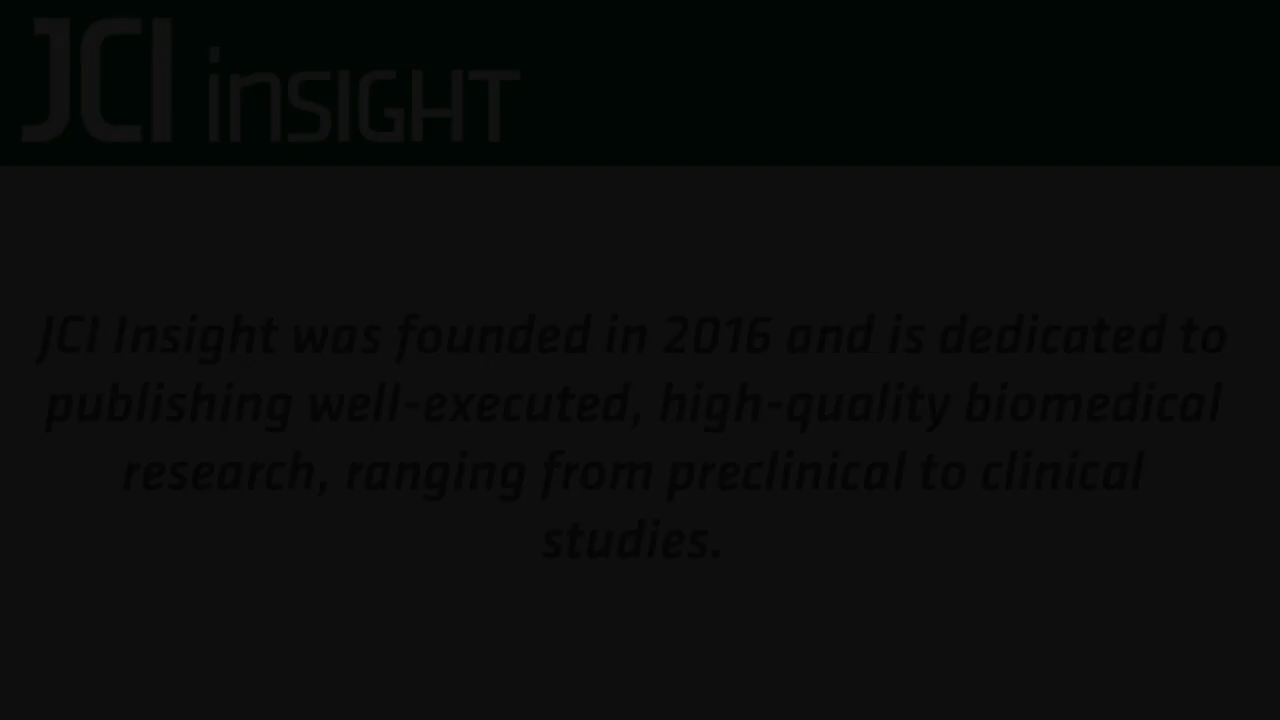 JCI insight
JCI Insight was founded in 2016 and is dedicated to
publishing well-executed, high-quality biomedical
research, ranging from preclinical to clinical
studies.